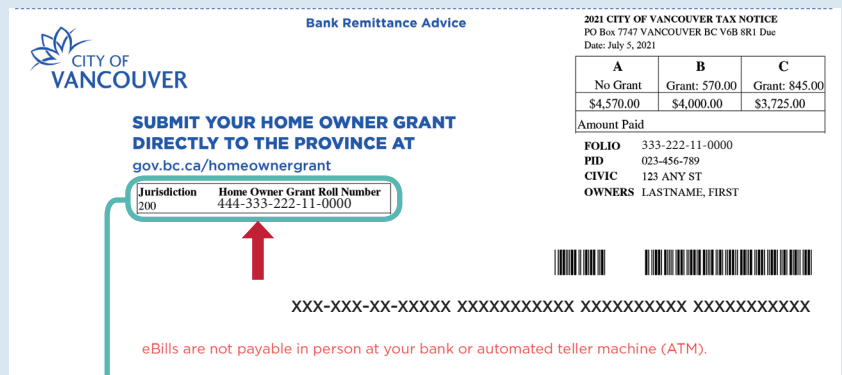 CITY OF
VANCOUVER
Bank Remittance Advice
2021 CITY OF VANCOUVER TAX NOTICE
PO Box 7747 VANCOUVER BC V6B 8R1 Due
Date: July 5, 2021
A B C
No Grant Grant: 570.00 Grant: 845.00
$4,570.00 $4,000.00 $3,725.00
Amount Paid
SUBMIT YOUR HOME OWNER GRANT
DIRECTLY TO THE PROVINCE AT
gov.bc.ca/homeownergrant
Jurisdiction Home Owner Grant Roll Number
200 444-333-222-11-0000
FOLIO 333-222-11-0000
PID 023-456-789
CIVIC 123 ANY ST
OWNERS LASTNAME, FIRST
XXX-XXX-XX-XXXXX XXXXXXXXXXX XXXXXXXXXX XXXXXXXXXXX
eBills are not payable in person at your bank or automated teller machine (ATM).